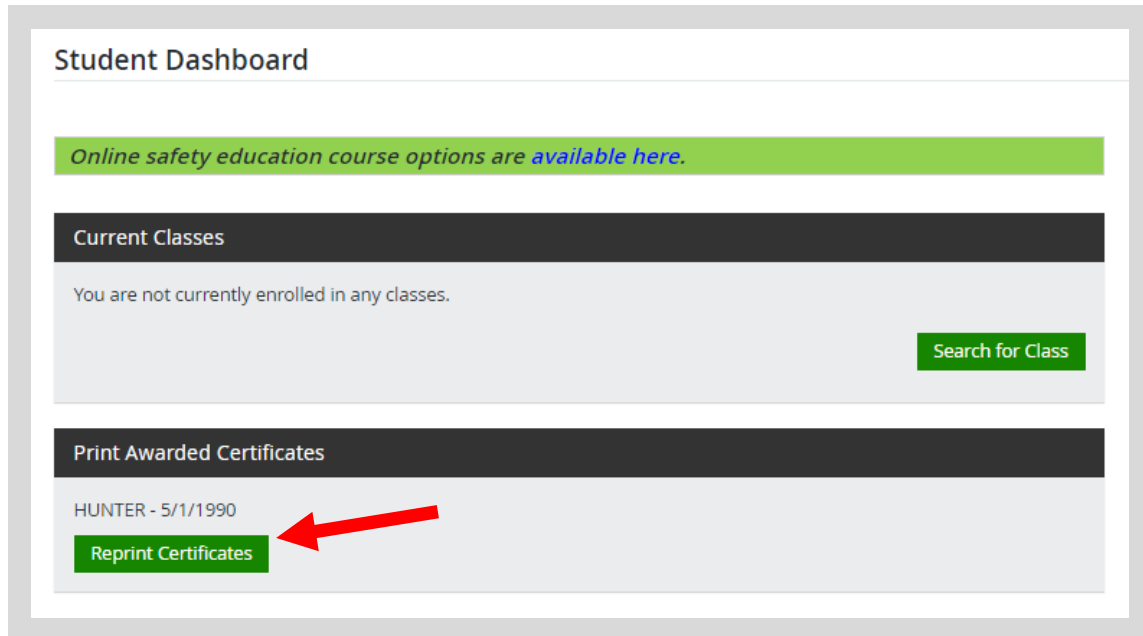 Student Dashboard
Online safety education course options are available here.
Current Classes
You are not currently enrolled in any classes.
Search for Class
Print Awarded Certificates
HUNTER - 5/1/1990
Reprint Certificates